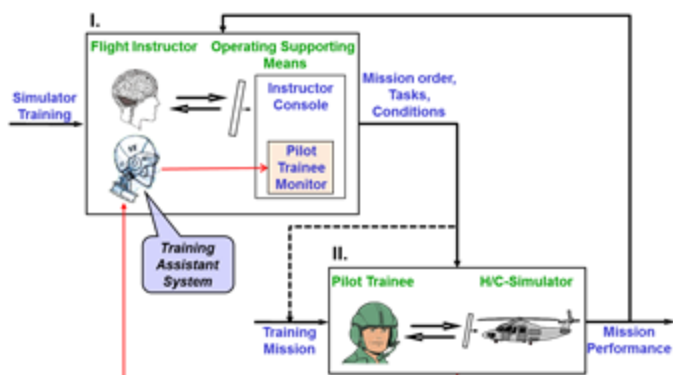 I.
Flight Instructor
Operating Supporting
Means
Simulator
Training
Instructor
Console
Pilot
Trainee
Monitor
Mission order,
Tasks,
Conditions
Training
Assistant
System
II.
Pilot Trainee
H/C-Simulator
Training
Mission
Mission
Performance